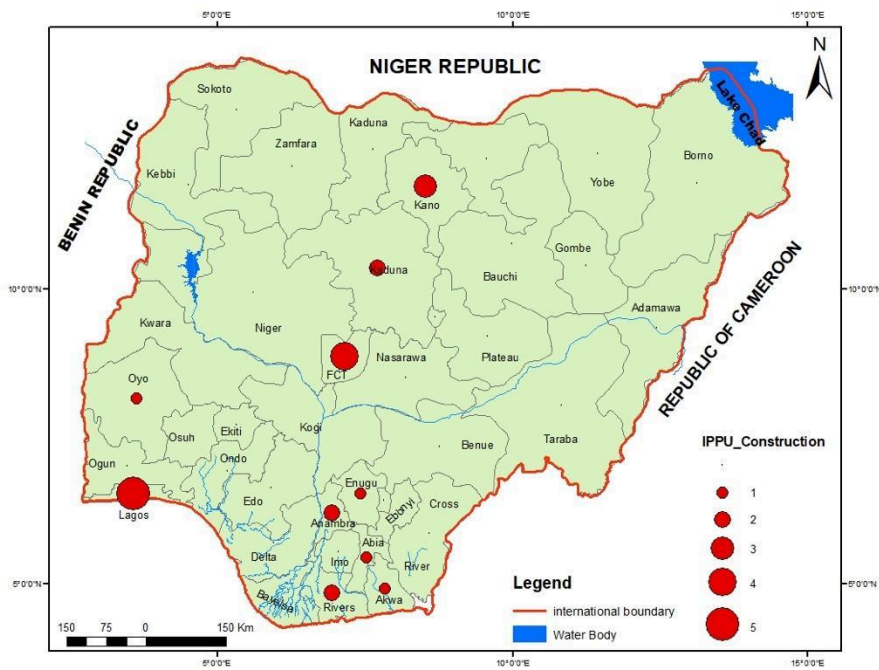 5°0'0"E 10°0'0"E 15°0'0"E
N
NIGER REPUBLIC
Lake Chad
BENIN REPUBLIC
Sokoto
Kaduna
Zamfara
Borno
Kebbi
Yobe
Kano
Gombe
Kaduna
Bauchi
10°0'0"N 10°0'0"N
Adamawa
REPUBLIC OF CAMEROON
Kwara
Niger
Nasarawa
Plateau
FCT
Oyo
Kogi
Ekiti
Osuh
Benue
Taraba
Ondo
Ogun
Enugu
Edo
Cross
Ebonyi
Lagos
Anambra
Abia
Delta
Imo
River
5°0'0"N 5°0'0"N
Bayelsa
Rivers
Akwa
IPPU_Construction
1
2
3
4
5
Legend
international boundary
Water Body
150 75 0 150 Km
5°0'0"E 10°0'0"E 15°0'0"E